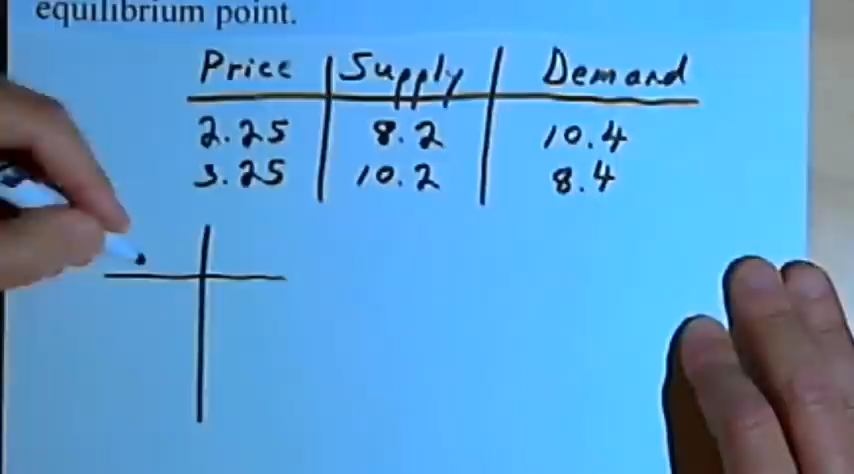 equilibrium point.
Price Supply Demand
2.25 8.2 10.4
3.25 10.2 8.4